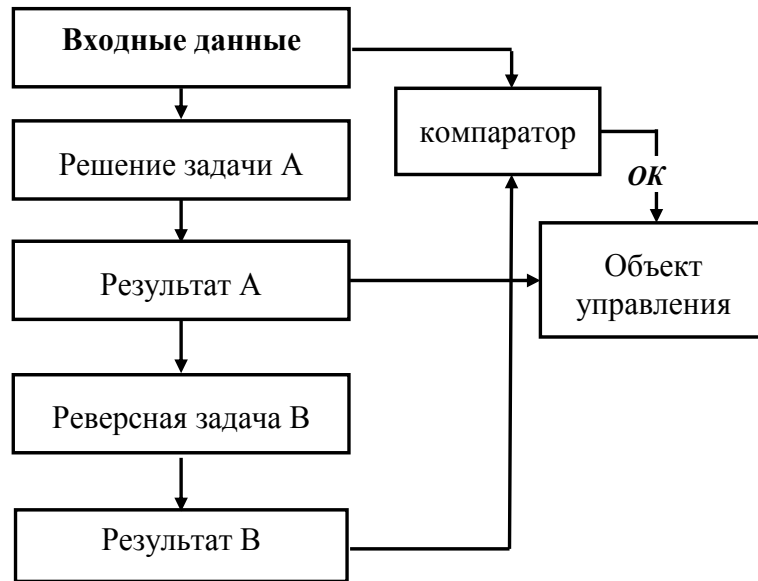 Входные данные
компаратор
Решение задачи А
ОК
Результат А
Объект
управления
Реверсная задача В
Результат В